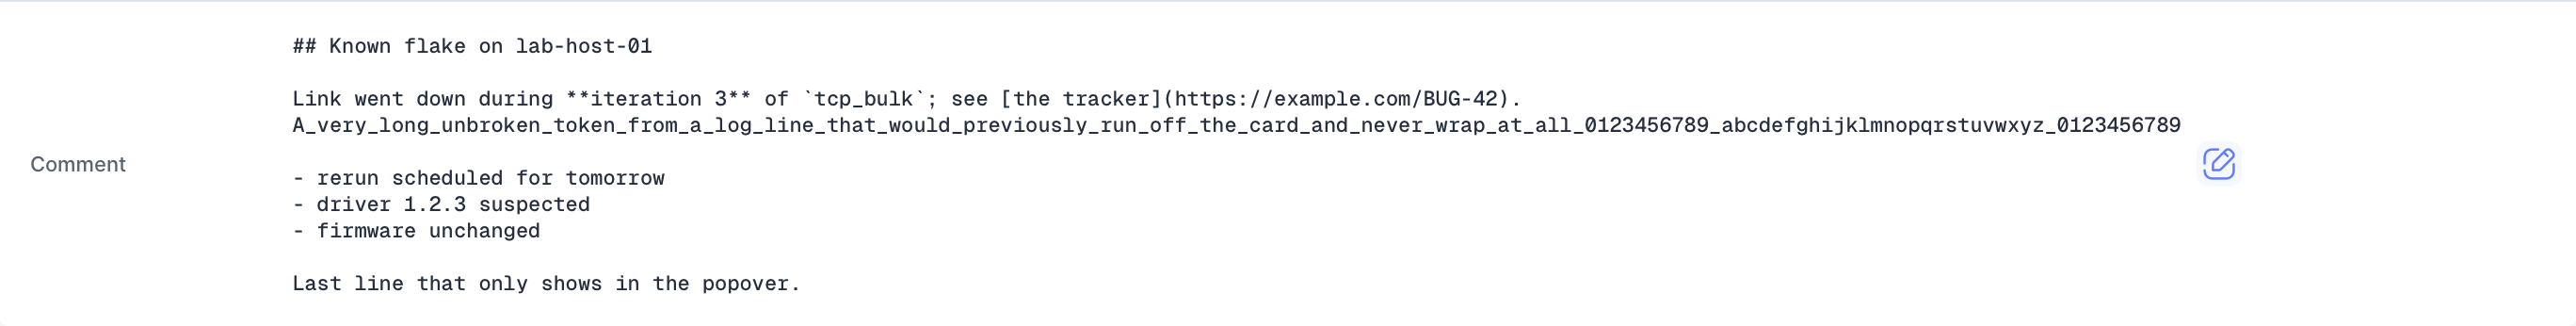 ## Known flake on lab-host-01
Link went down during **iteration 3** of `tcp_bulk`; see [the tracker](https://example.com/BUG-42).
A_very_long_unbroken_token_from_a_log_line_that_would_previously_run_off_the_card_and_never_wrap_at_all_0123456789_abcdefghijklmnopqrstuvwxyz_0123456789
Comment
- rerun scheduled for tomorrow
- driver 1.2.3 suspected
- firmware unchanged
Last line that only shows in the popover.